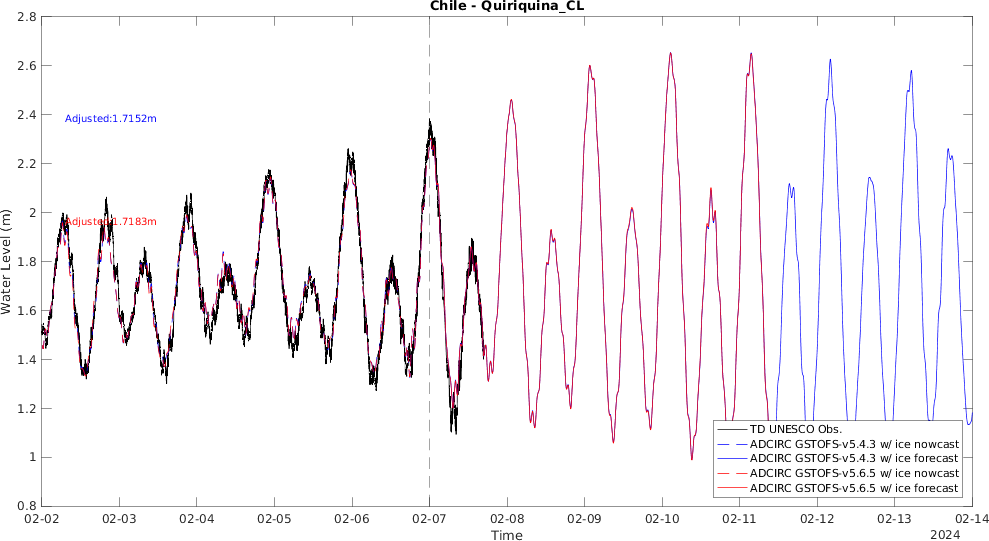 Chile - Quiriquina_CL
2.8
2.6
2.4
2.2
2
1.8
1.6
1.4
1.2
1
0.8
Water Level (m)
Adjusted:1.7152m
Adjusted:1.7183m
TD UNESCO Obs.
ADCIRC GSTOFS-v5.4.3 w/ ice nowcast
ADCIRC GSTOFS-v5.4.3 w/ ice forecast
ADCIRC GSTOFS-v5.6.5 w/ ice nowcast
ADCIRC GSTOFS-v5.6.5 w/ ice forecast
02-02 02-03 02-04 02-05 02-06 02-07 02-08 02-09 02-10 02-11 02-12 02-13 02-14
Time
2024